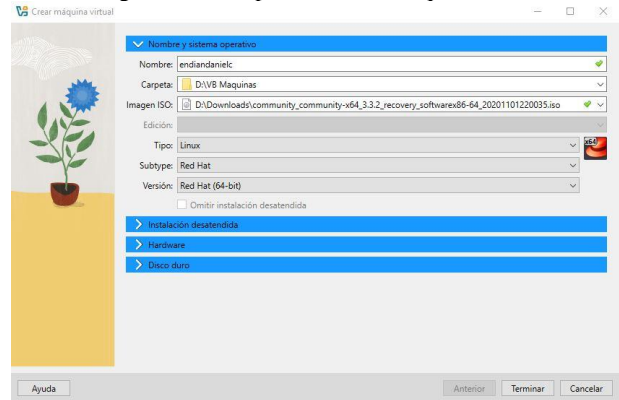 Crear máquina virtual
Nombre y sistema operativo
Nombre: endiandanielc
Carpeta: D:\VB Maquinas
Imagen ISO: D:\Downloads\community_community-x64_3.3.2_recovery_softwarex86-64_20201101220035.iso
Edición:
Tipo: Linux
x64
Subtype: Red Hat
Versión: Red Hat (64-bit)
Omitir instalación desatendida
Instalación desatendida
Hardware
Disco duro
Ayuda Anterior Terminar Cancelar